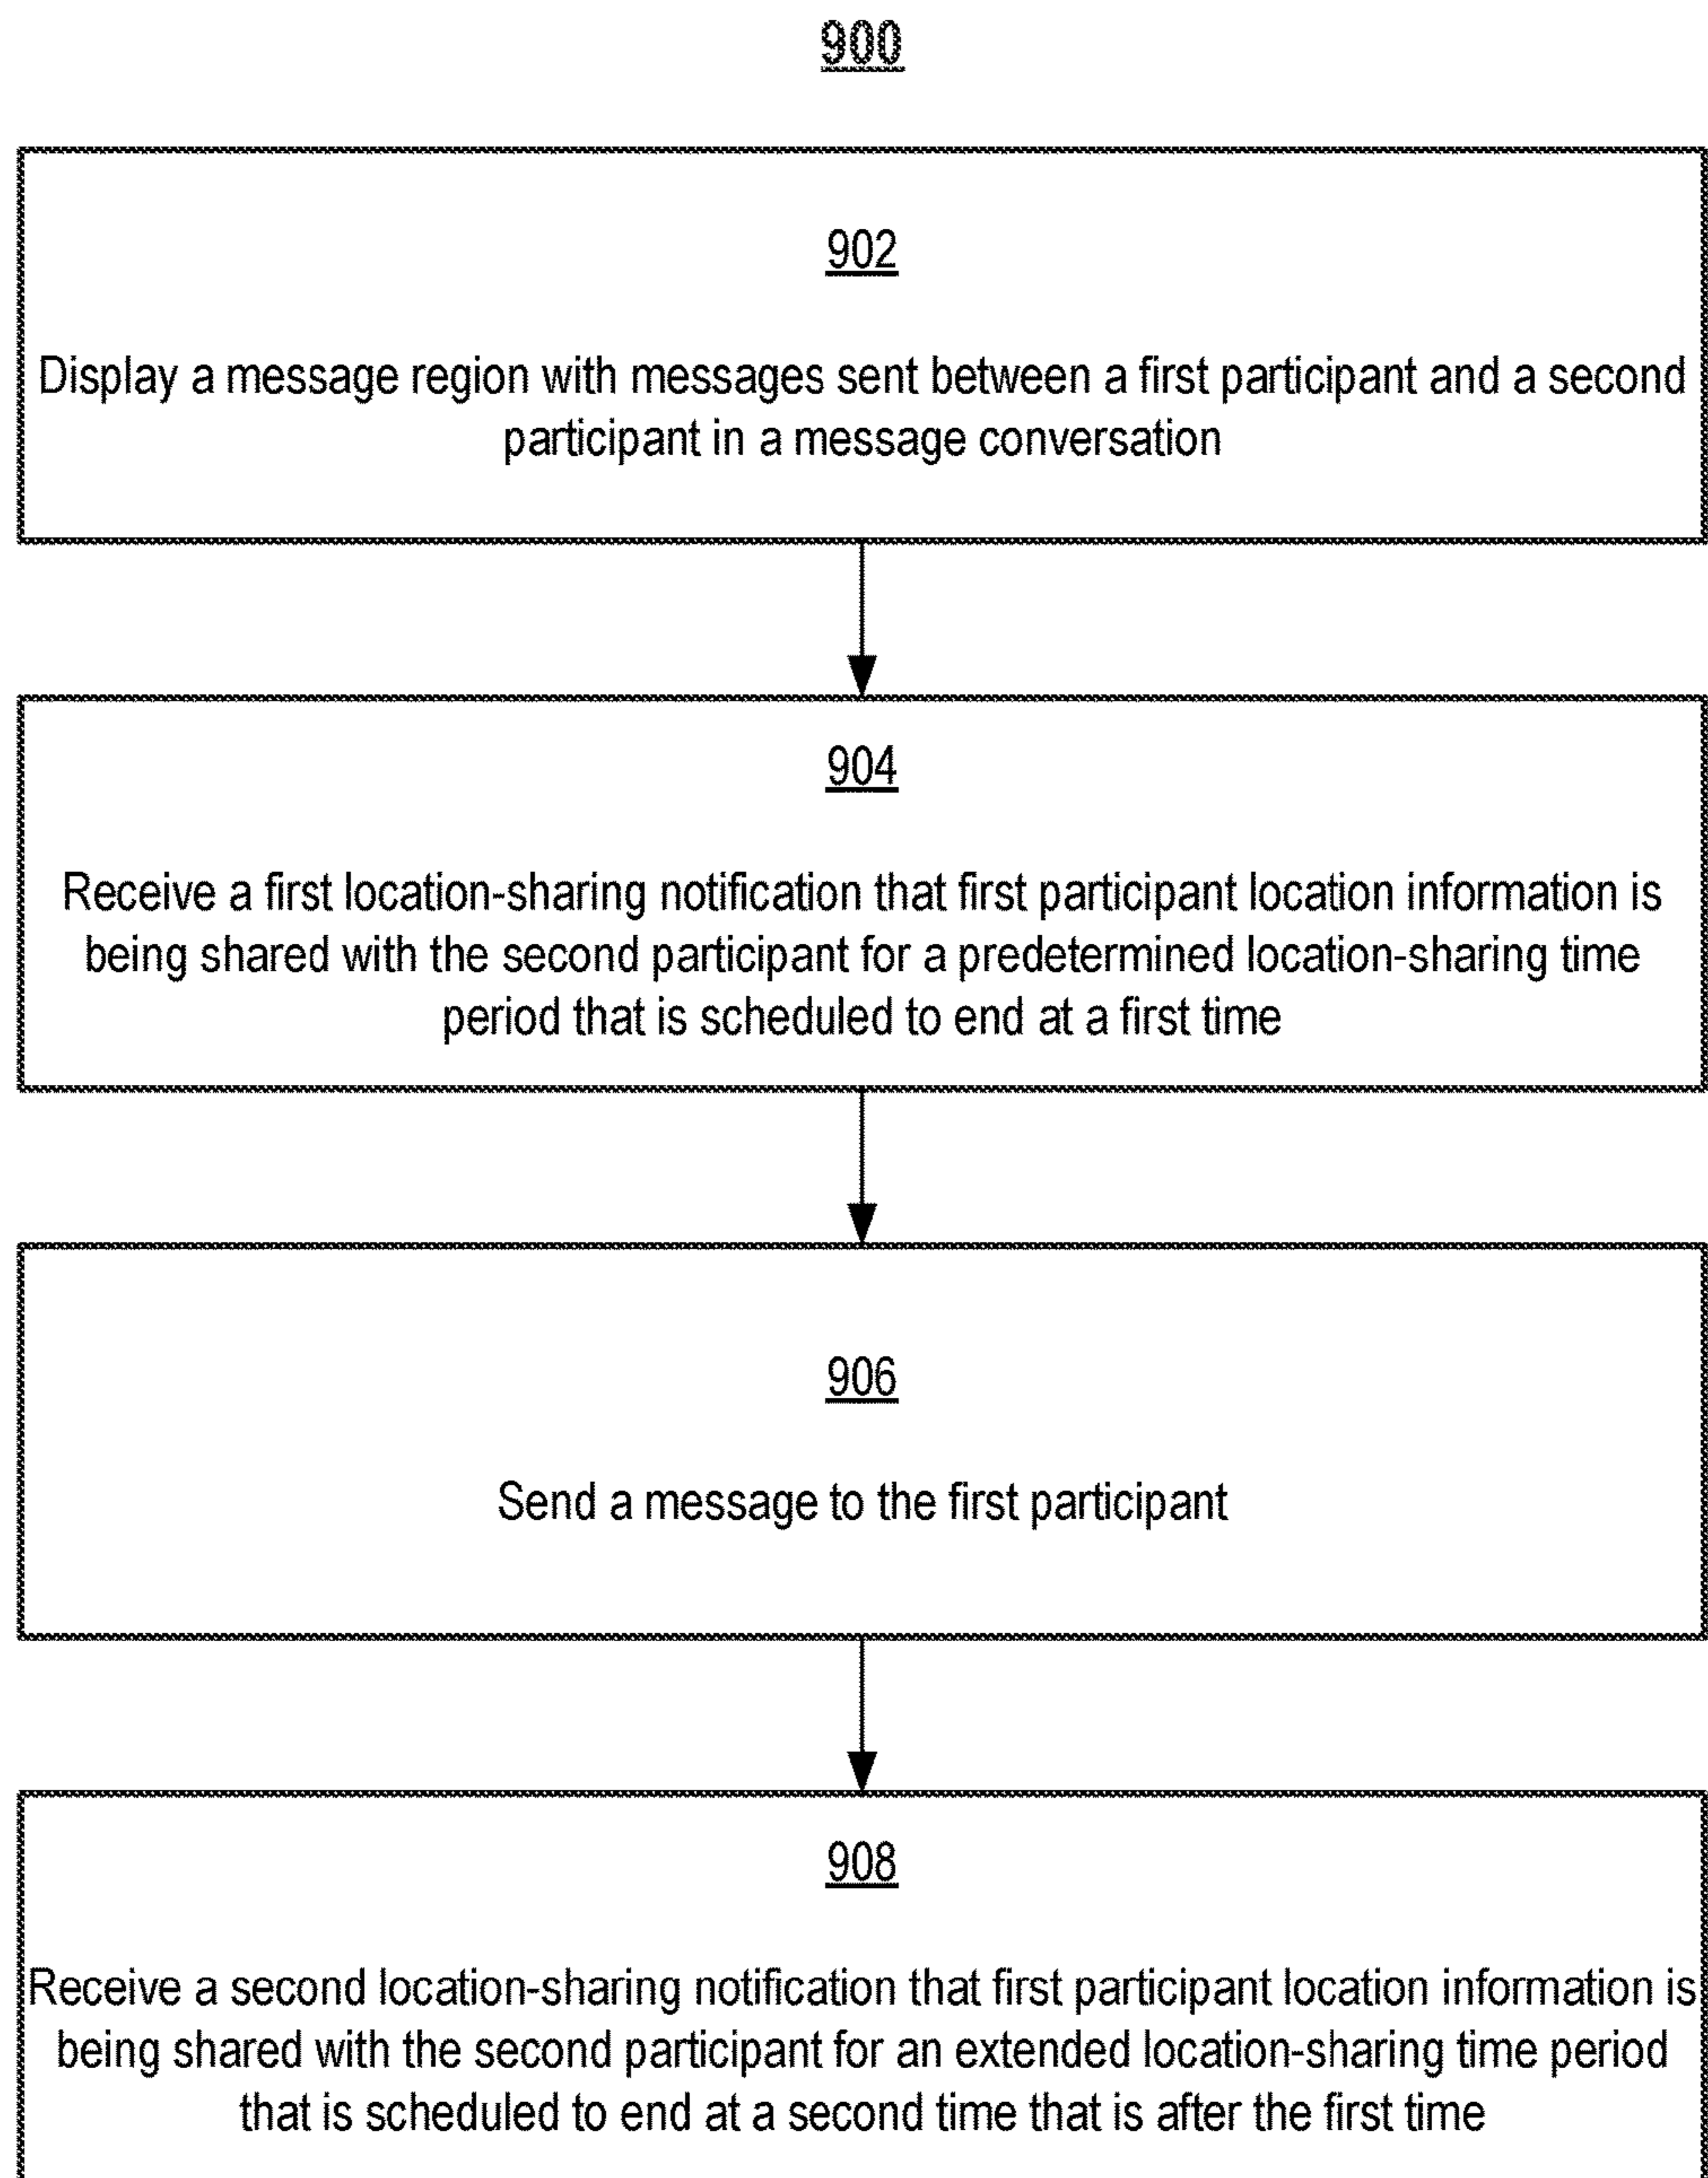 900
902
Display a message region with messages sent between a first participant and a second
participant in a message conversation
904
Receive a first location-sharing notification that first participant location information is
being shared with the second participant for a predetermined location-sharing time
period that is scheduled to end at a first time
906
Send a message to the first participant
908
Receive a second location-sharing notification that first participant location information is
being shared with the second participant for an extended location-sharing time period
that is scheduled to end at a second time that is after the first time